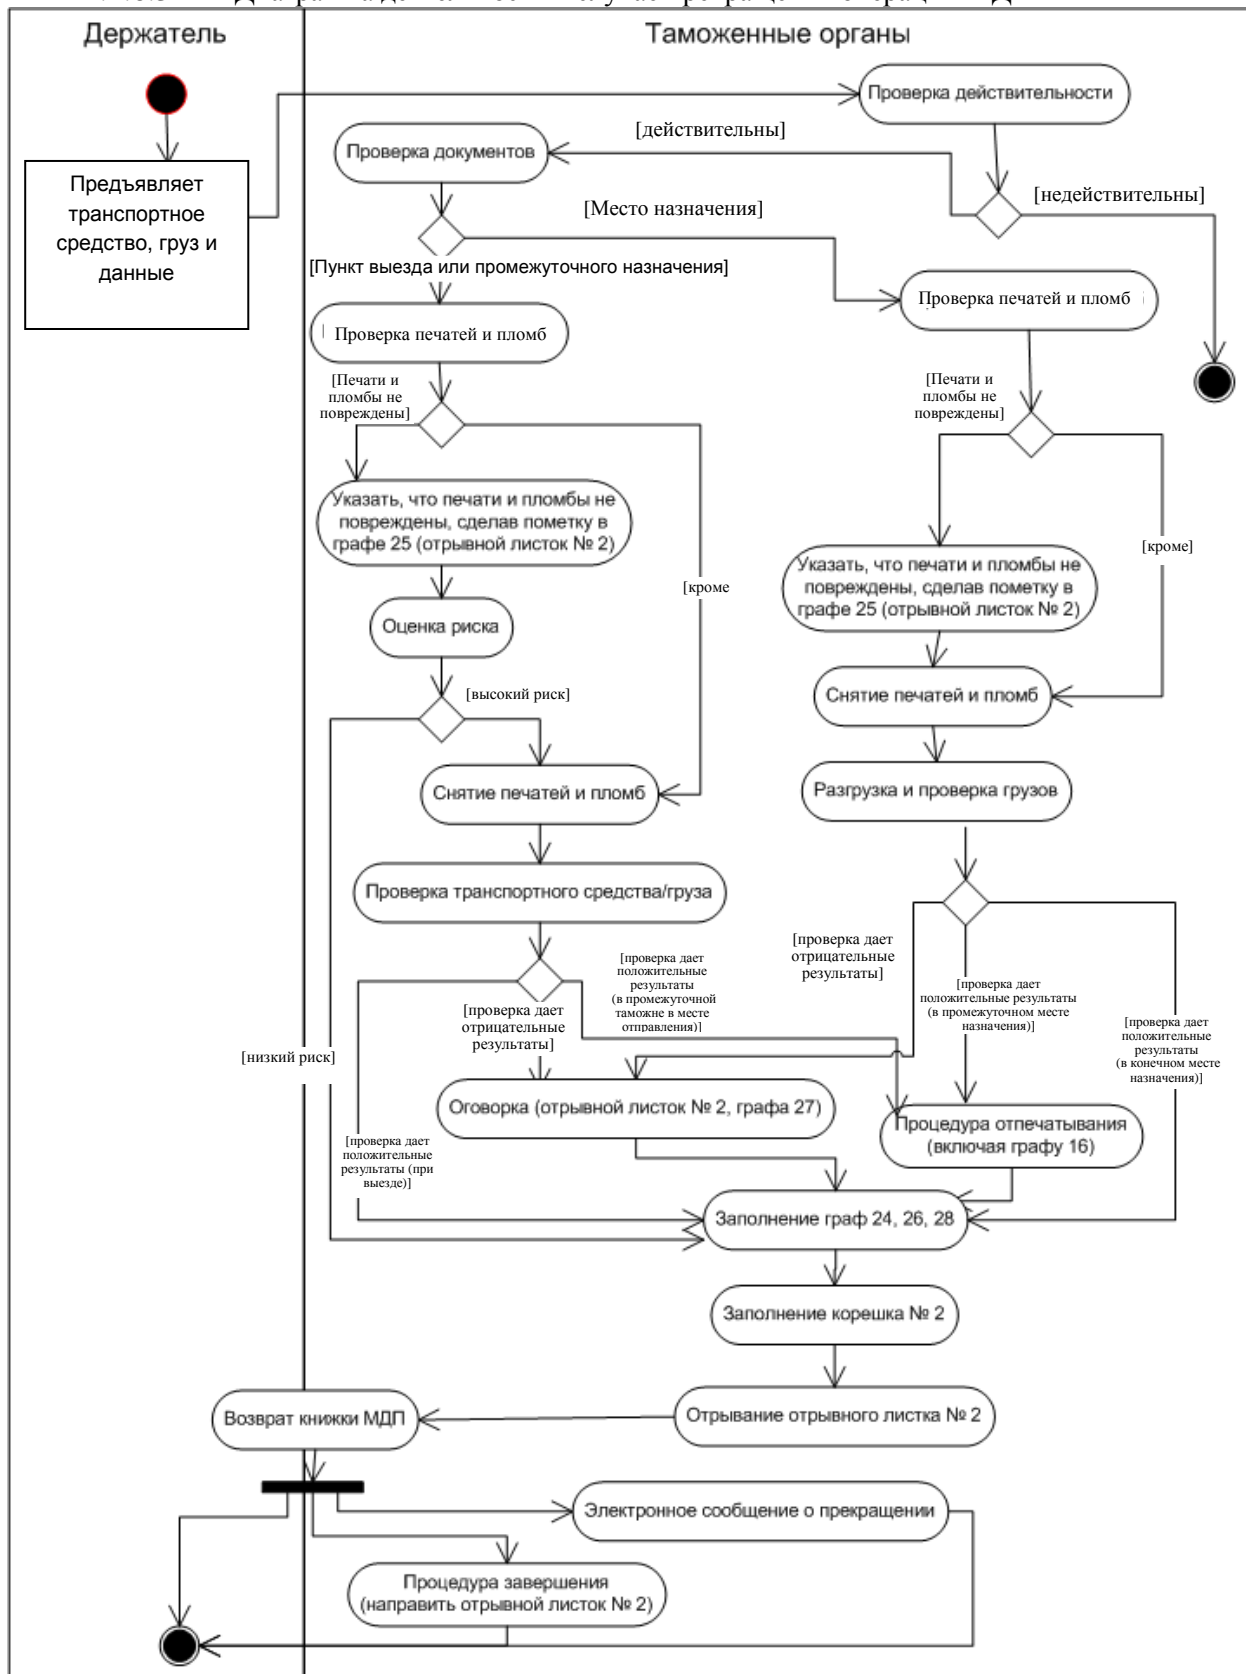 Держатель
Таможенные органы
Проверка действительности
[действительны]
Проверка документов
Предъявляет
транспортное
средство, груз и
данные
[недействительны]
[Место назначения]
[Пункт выезда или промежуточного назначения]
Проверка печатей и пломб
Проверка печатей и пломб
[Печати и
пломбы не
повреждены]
[Печати и
пломбы не
повреждены]
Указать, что печати и пломбы не
повреждены, сделав пометку в
графе 25 (отрывной листок № 2)
[кроме]
Указать, что печати и пломбы не
повреждены, сделав пометку в
графе 25 (отрывной листок № 2)
[кроме
Оценка риска
[высокий риск]
Снятие печатей и пломб
Снятие печатей и пломб
Разгрузка и проверка грузов
Проверка транспортного средства/груза
[проверка дает
отрицательные
результаты]
[проверка дает
положительные
результаты
(в промежуточной
таможне в месте
отправления)]
[проверка дает
положительные результаты
(в промежуточном месте
назначения)]
[проверка дает
отрицательные
результаты]
[проверка дает
положительные
результаты
(в конечном месте
назначения)]
[низкий риск]
Оговорка (отрывной листок № 2, графа 27)
Процедура отпечатывания
(включая графу 16)
[проверка дает
положительные
результаты (при
выезде)]
Заполнение граф 24, 26, 28
Заполнение корешка № 2
Возврат книжки МДП
Отрывание отрывного листка № 2
Электронное сообщение о прекращении
Процедура завершения
(направить отрывной листок № 2)